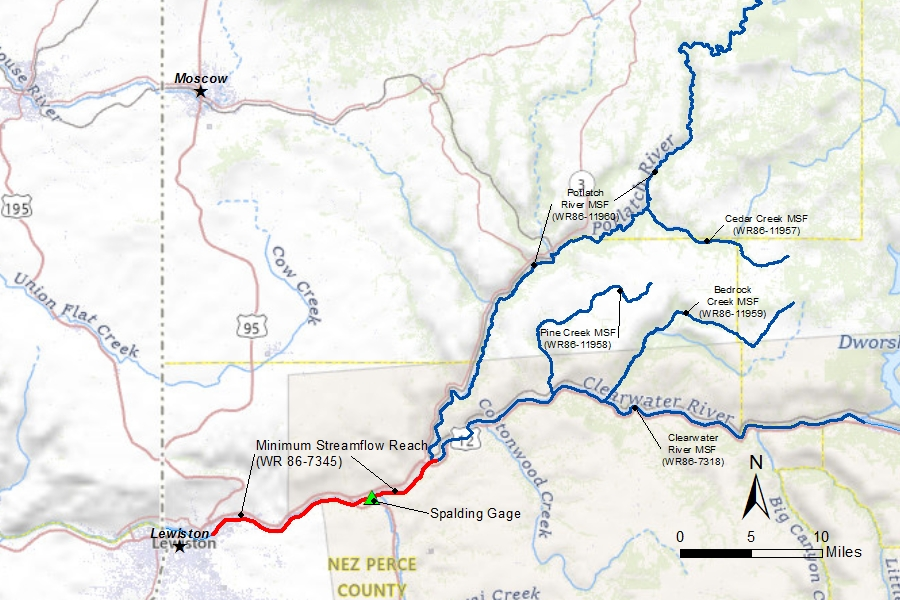 Moscow
ouse River
195
3
Potlatch
River MSF
(WR86-11960)
Potlatch River
Cedar Creek MSF
(WR86-11957)
Cow Creek
Union Flat Creek
95
Bedrock
Creek MSF
(WR86-11959)
Pine Creek MSF
(WR86-11958)
Dworsh
Clearwater River
Cottonwood Creek
12
Minimum Streamflow Reach
(WR 86-7345)
Clearwater
River MSF
(WR86-7318)
N
Spalding Gage
Big Canyon C
Lewiston
Lewiston
0 5 10
Miles
NEZ PERCE
COUNTY
Creek